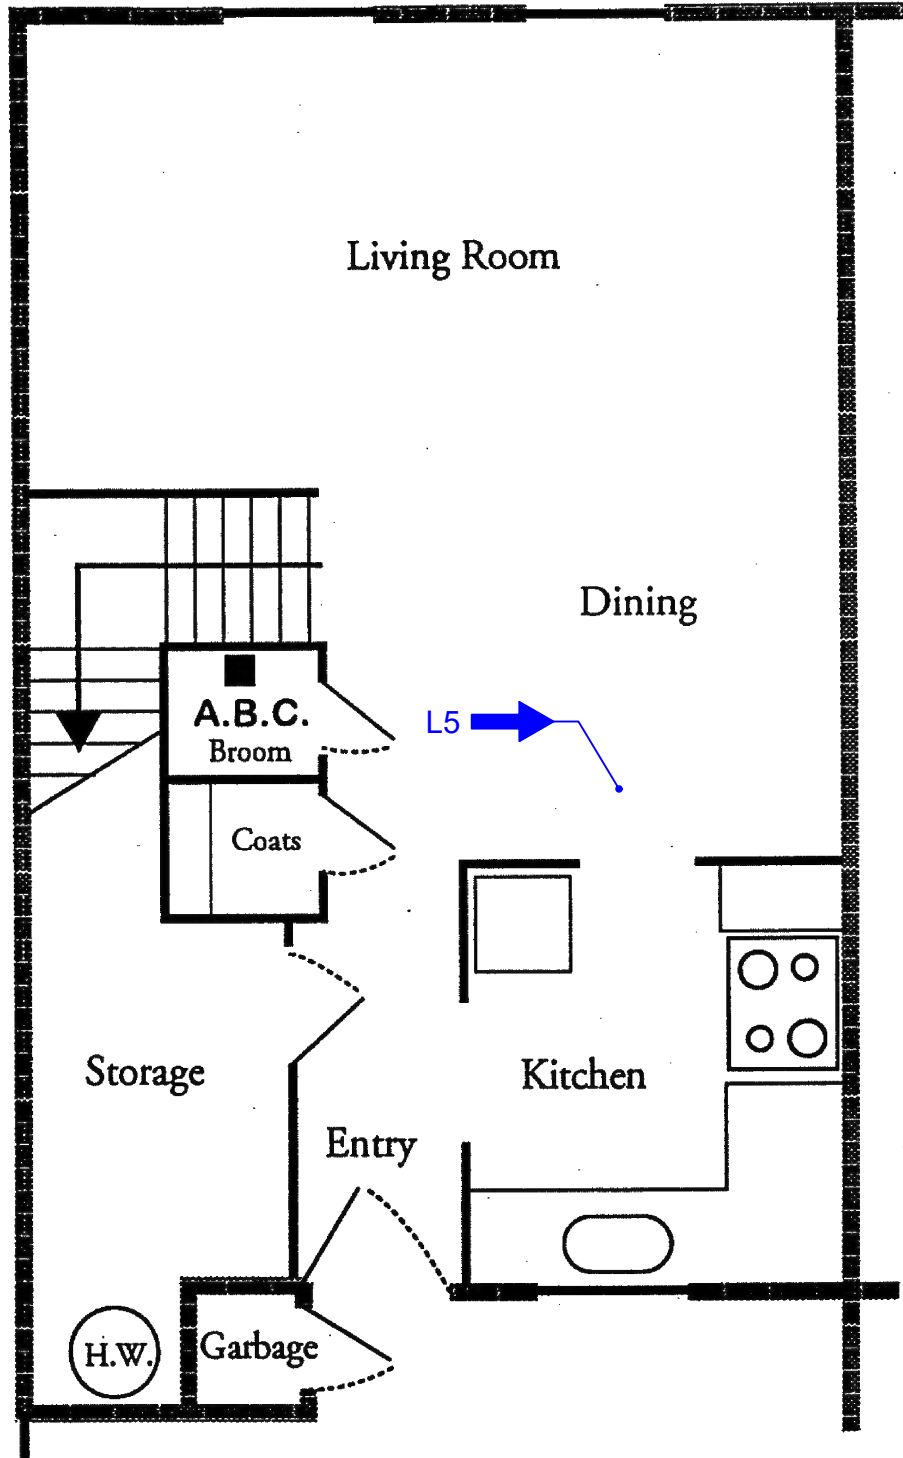 Living Room
Dining
A.B.C.
Broom
L5
Coats
Storage
Kitchen
Entry
Garbage
H.W.